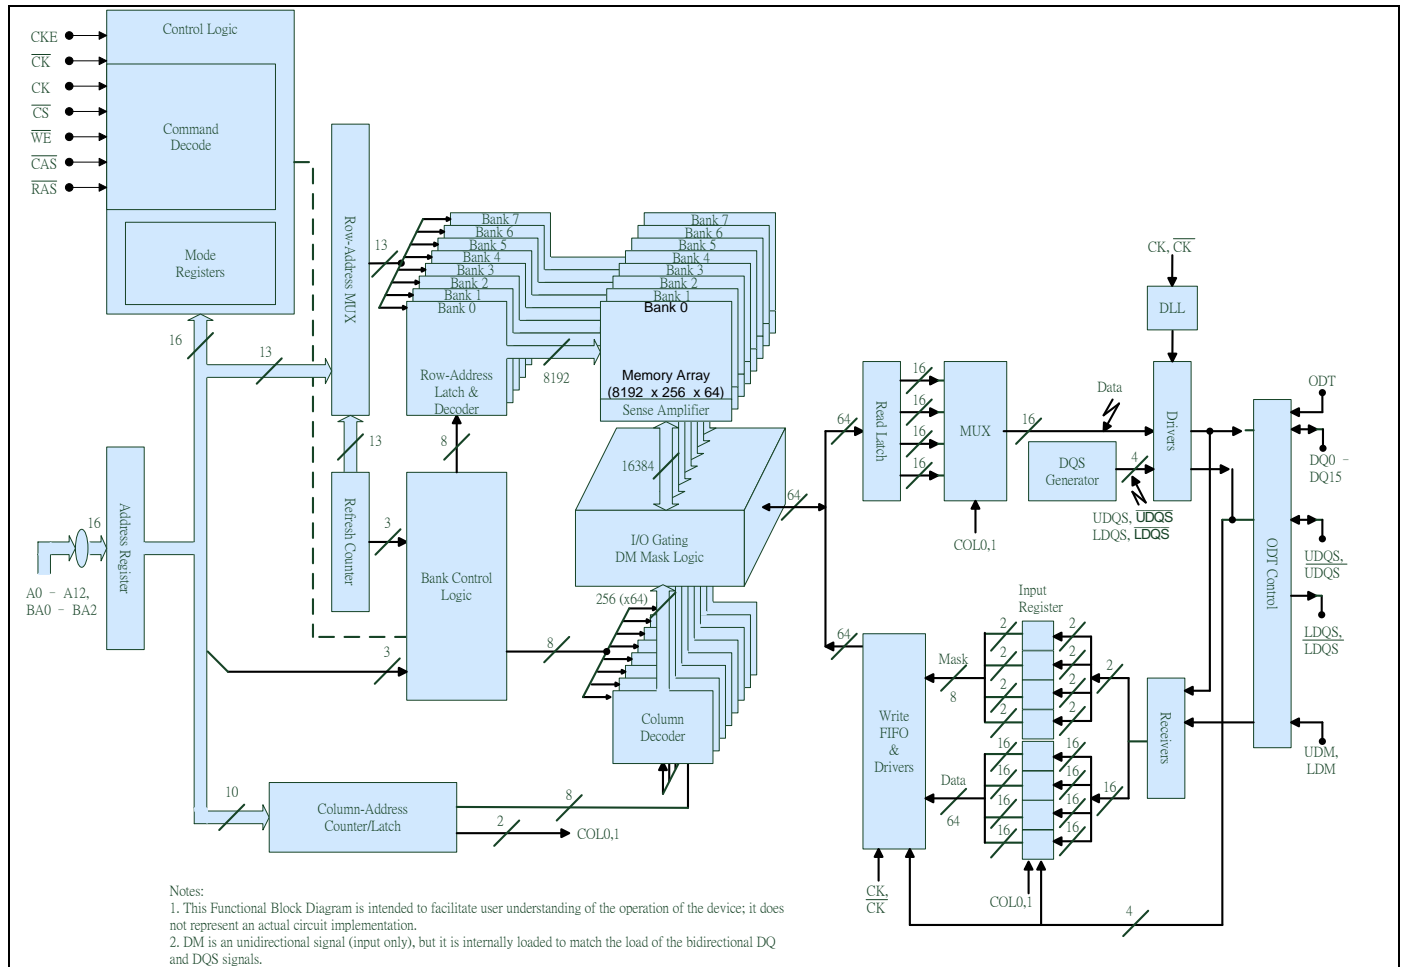 Control Logic
CKE
CK
CK
CS
WE
CAS
RAS
Command
Decode
Mode
Registers
Row-Address MUX
13
Bank 7
Bank 6
Bank 5
Bank 4
Bank 3
Bank 2
Bank 1
Bank 0
Row-Address
Latch &
Decoder
8192
Bank 7
Bank 6
Bank 5
Bank 4
Bank 3
Bank 2
Bank 1
Bank 0
Memory Array
(8192 x 256 x 64)
Sense Amplifier
16
13
13
8
16384
Address Register
16
A0 - A12,
BA0 - BA2
Refresh Counter
3
Bank Control
Logic
3
8
I/O Gating
DM Mask Logic
256 (x64)
Column
Decoder
10
Column-Address
Counter/Latch
8
2
COL0,1
64
64
Read Latch
16
16
16
16
MUX
COL0,1
16
Data
DQS
Generator
4
UDQS, UDQS
LDQS, LDQS
CK, CK
DLL
Drivers
ODT Control
ODT
DQ0 -
DQ15
UDQS,
UDQS
LDQS,
LDQS
UDM,
LDM
64
Write
FIFO
&
Drivers
CK,
CK
Mask
8
Data
64
Input
Register
2
2
2
2
2
2
2
2
2
16
16
16
16
16
16
16
16
16
COL0,1
Receivers
4
Notes:
1. This Functional Block Diagram is intended to facilitate user understanding of the operation of the device; it does
not represent an actual circuit implementation.
2. DM is an unidirectional signal (input only), but it is internally loaded to match the load of the bidirectional DQ
and DQS signals.